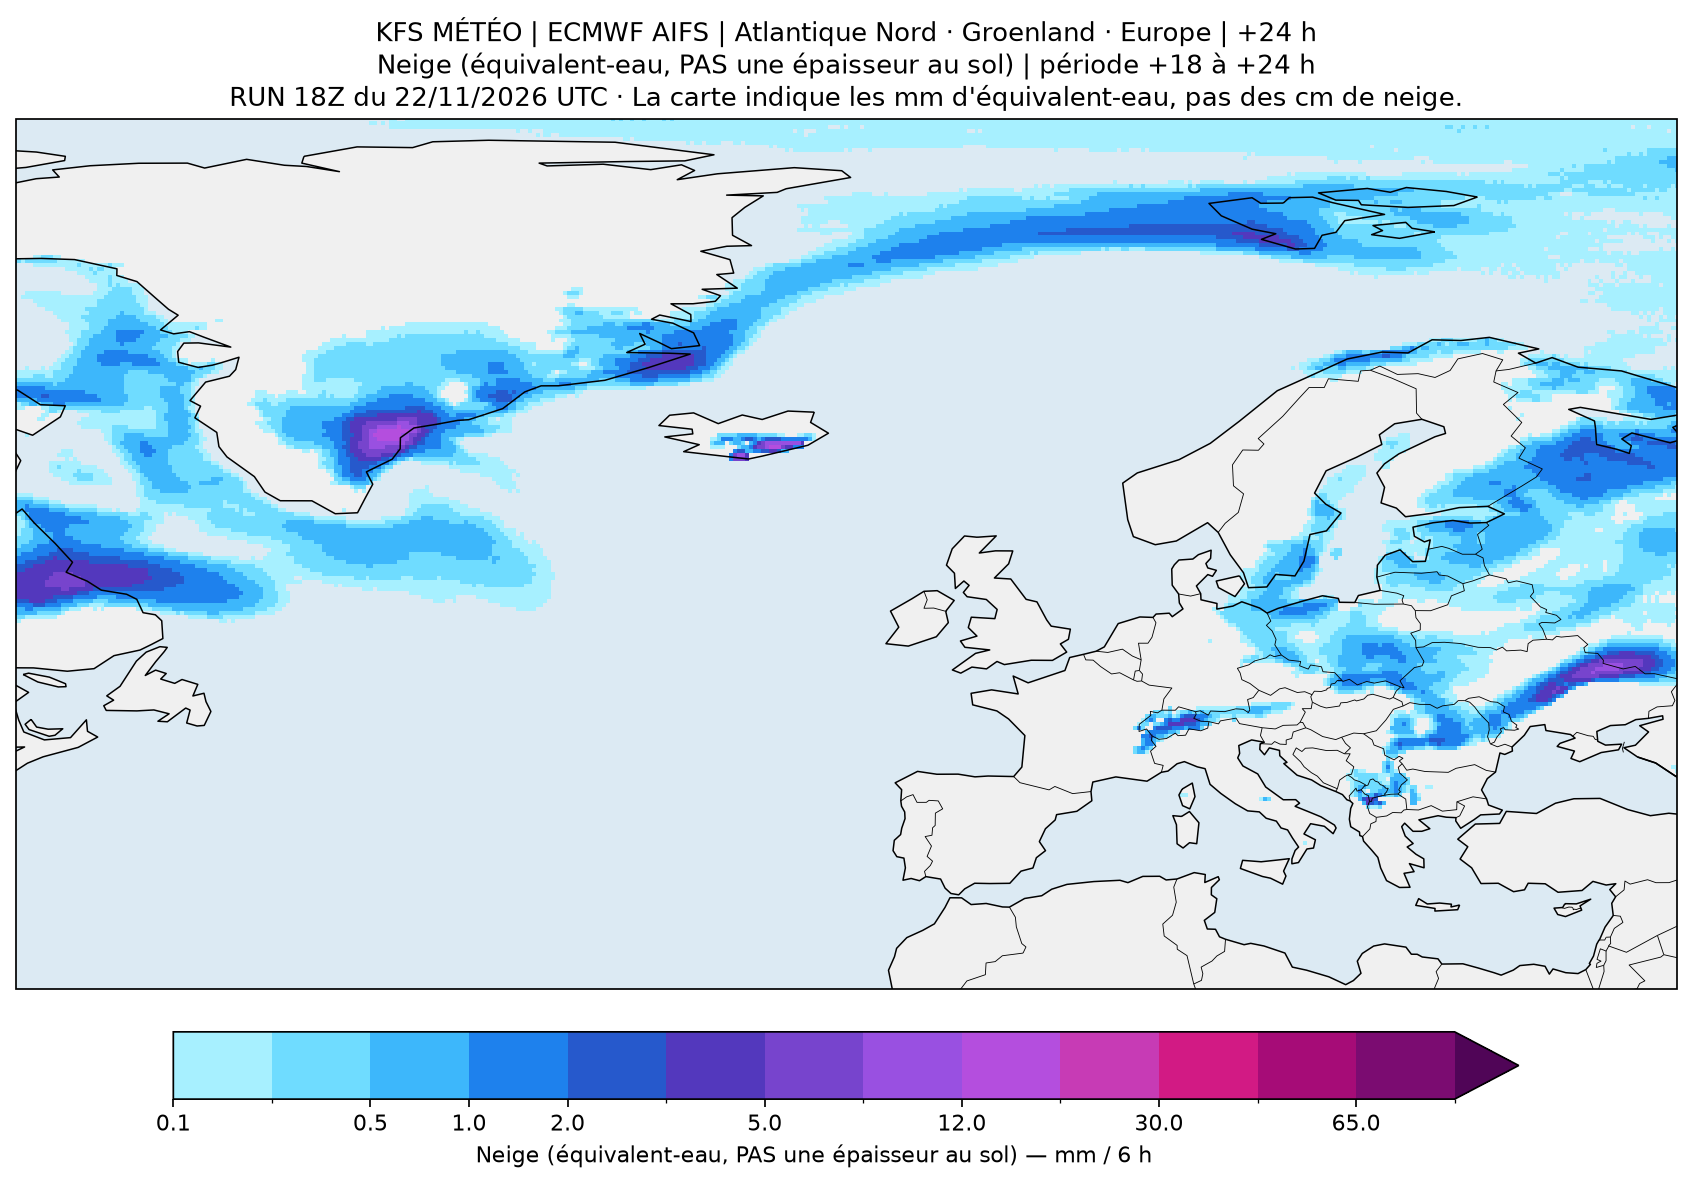 KFS MÉTÉO | ECMWF AIFS | Atlantique Nord · Groenland · Europe | +24 h
Neige (équivalent-eau, PAS une épaisseur au sol) | période +18 à +24 h
RUN 18Z du 22/11/2026 UTC · La carte indique les mm d'équivalent-eau, pas des cm de neige.
0.1 0.5 1.0 2.0 5.0 12.0 30.0 65.0
Neige (équivalent-eau, PAS une épaisseur au sol) — mm / 6 h